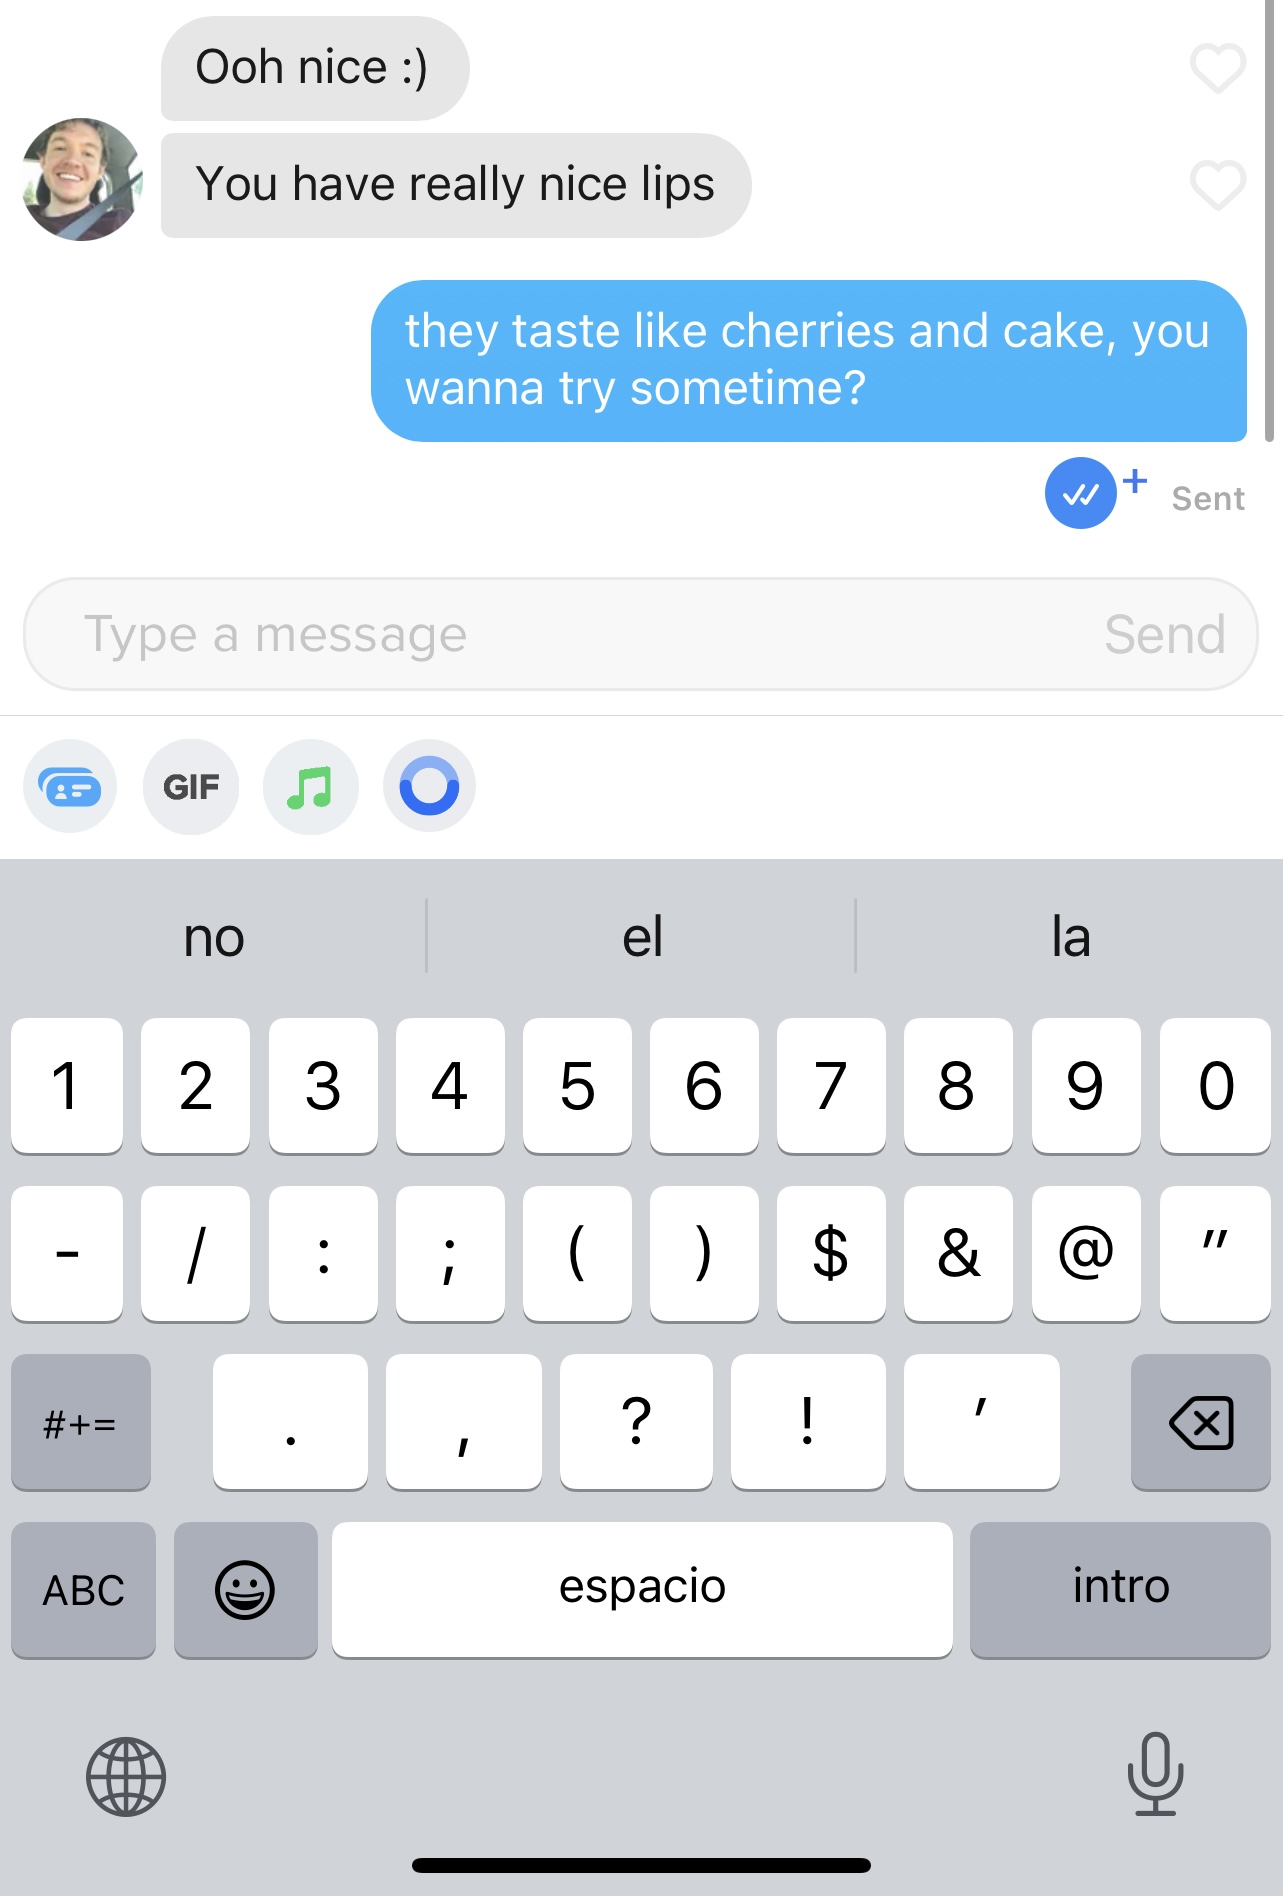 Ooh nice :)
You have really nice lips
they taste like cherries and cake, you
wanna try sometime?
Sent
Type a message
Send
GIF
no
el
la
1 2 3 4 5 6 7 8 9 0
- / : ; ( ) $ & @ "
#+= . , ? ! '
ABC espacio intro